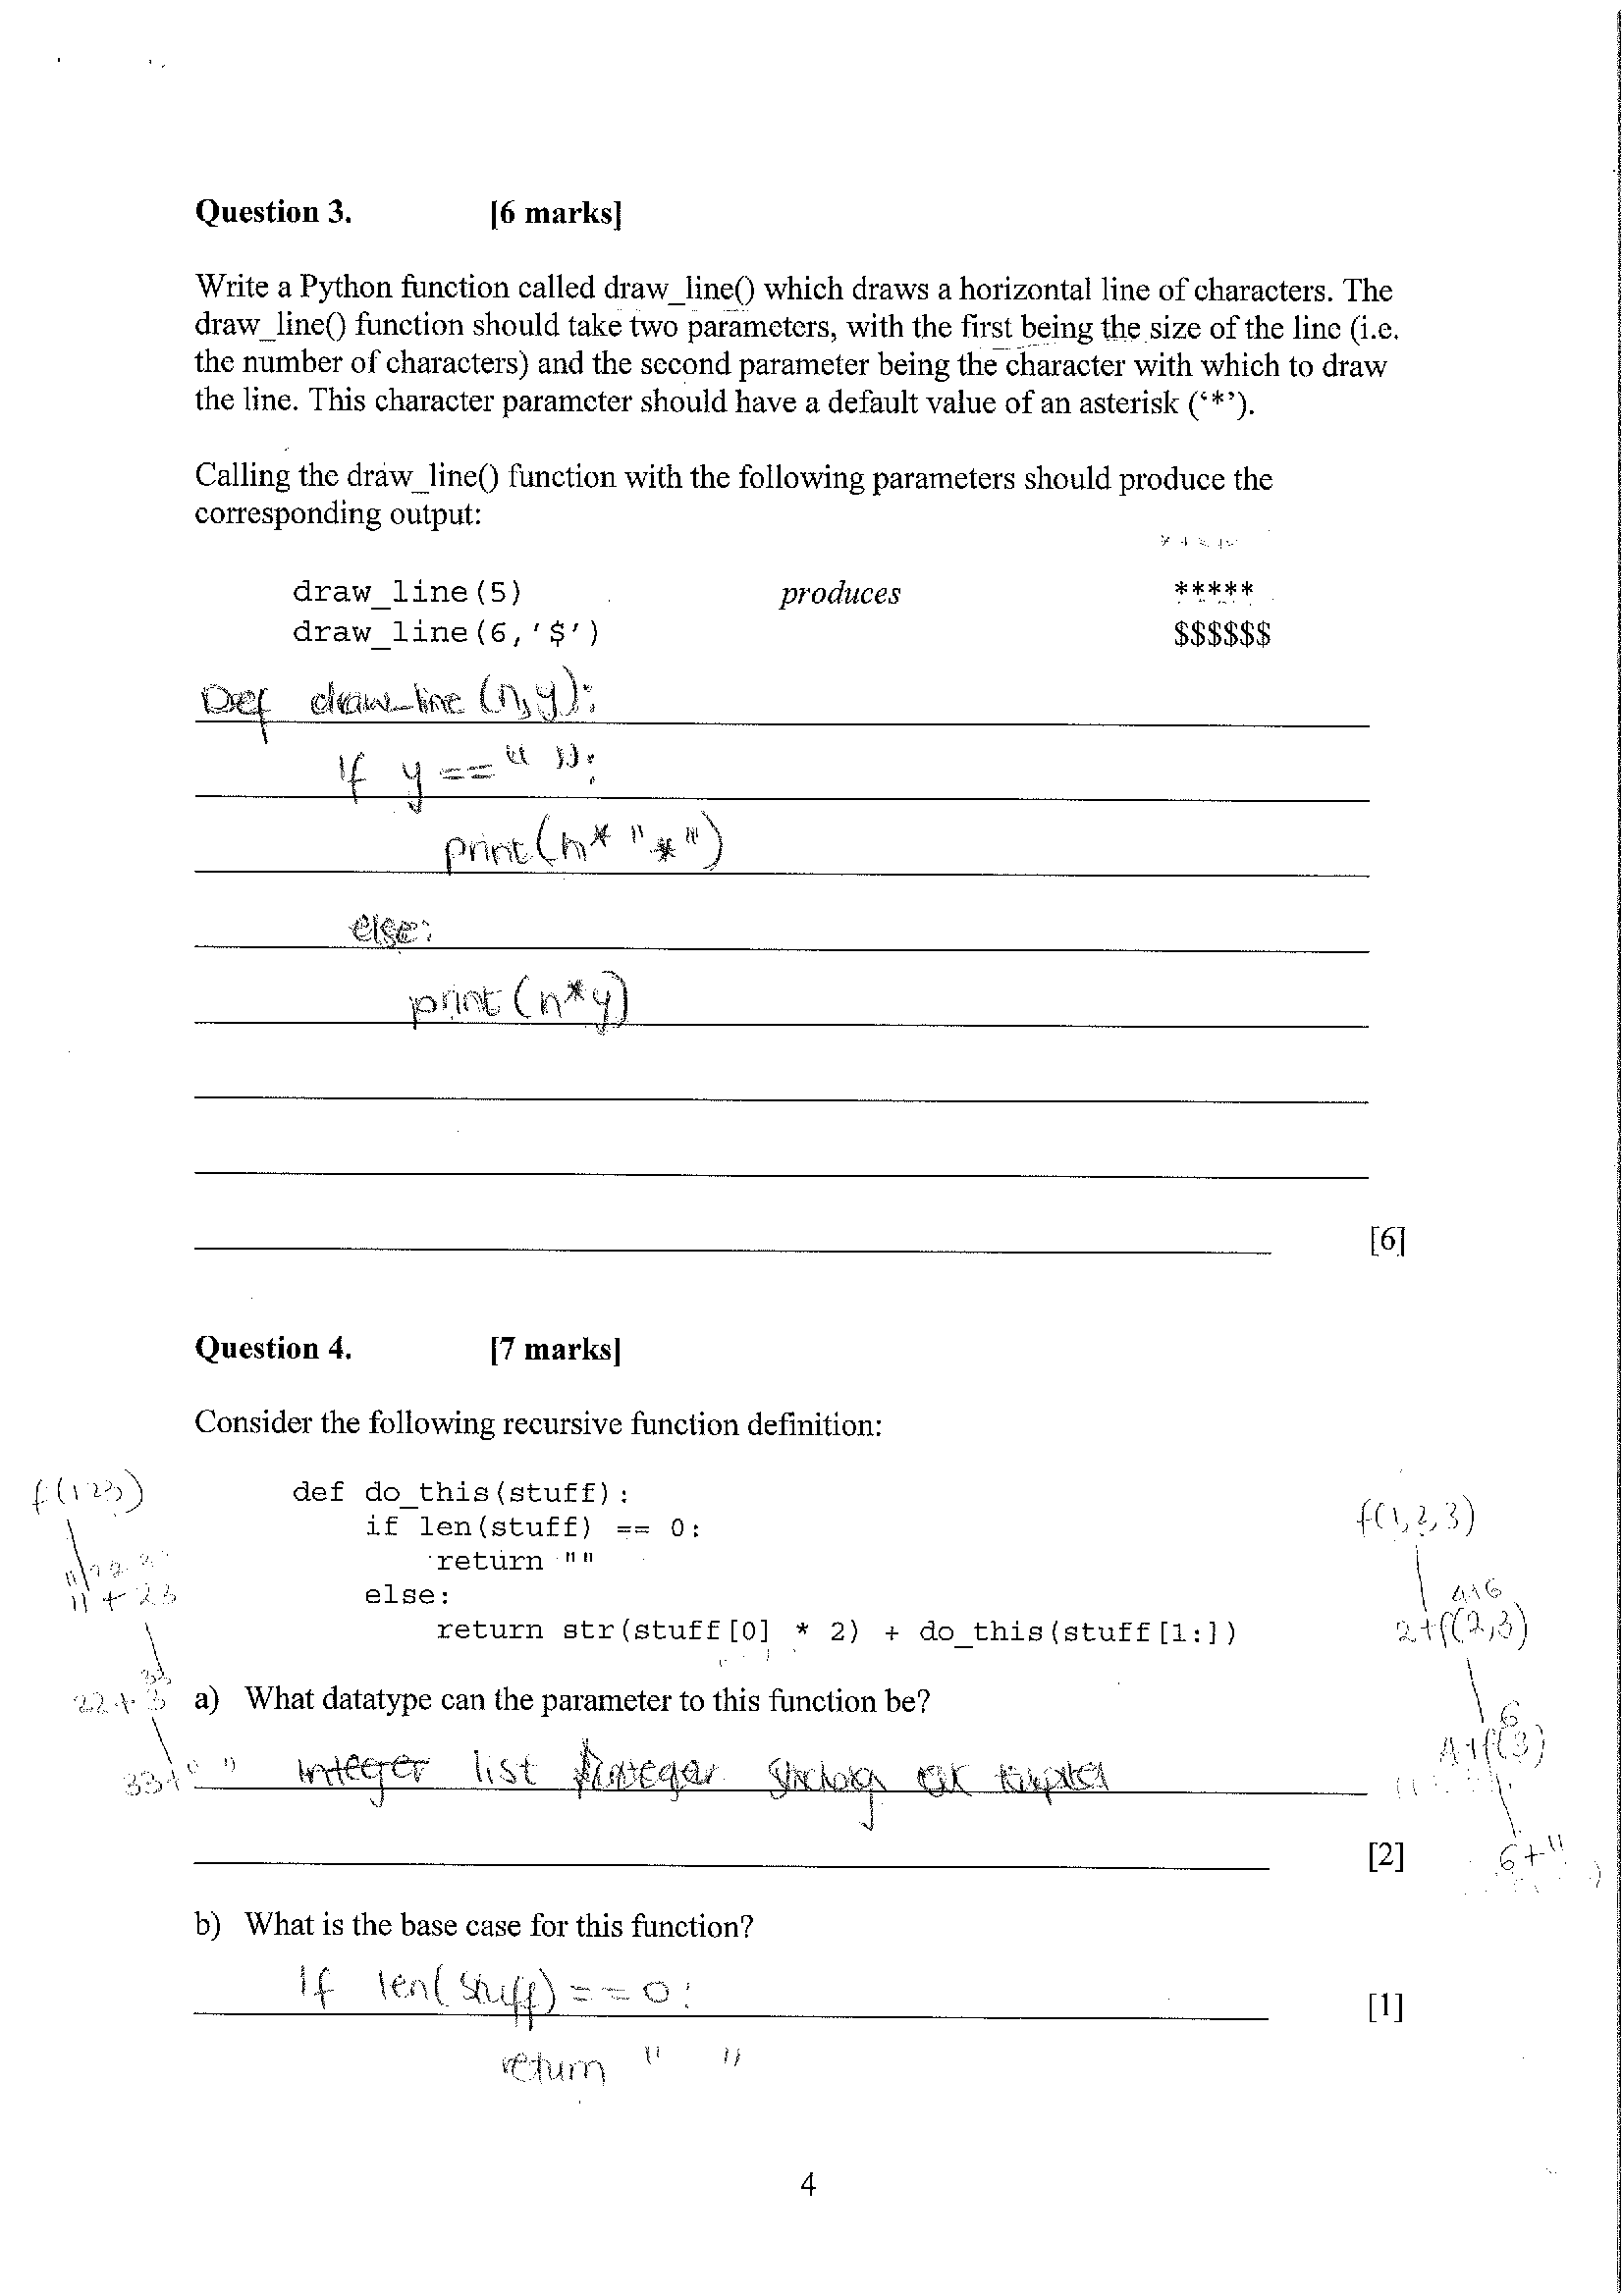 Question 3. [6 marks]
Write a Python function called draw_line() which draws a horizontal line of characters. The
draw_line() function should take two parameters, with the first being the size of the line (i.e.
the number of characters) and the second parameter being the character with which to draw
the line. This character parameter should have a default value of an asterisk (‘*’).
Calling the draw_line() function with the following parameters should produce the
corresponding output:
draw_line(5) produces *****
draw_line(6,'$') $$$$$$
Def draw_line (n,y):
If y == " ":
print(n* "*")
else:
print (n*y)
[6]
Question 4. [7 marks]
Consider the following recursive function definition:
f(123)
def do_this(stuff):
f(1,2,3)
if len(stuff) == 0:
return ""
11 + 23
else:
4+6
return str(stuff[0] * 2) + do_this(stuff[1:])
2+f(2,3)
33
22 + 3
a) What datatype can the parameter to this function be?
6
4+f(3)
33+" "
Integer list string or
[2]
6+"
b) What is the base case for this function?
If len(stuff) == 0:
[1]
return " "
4